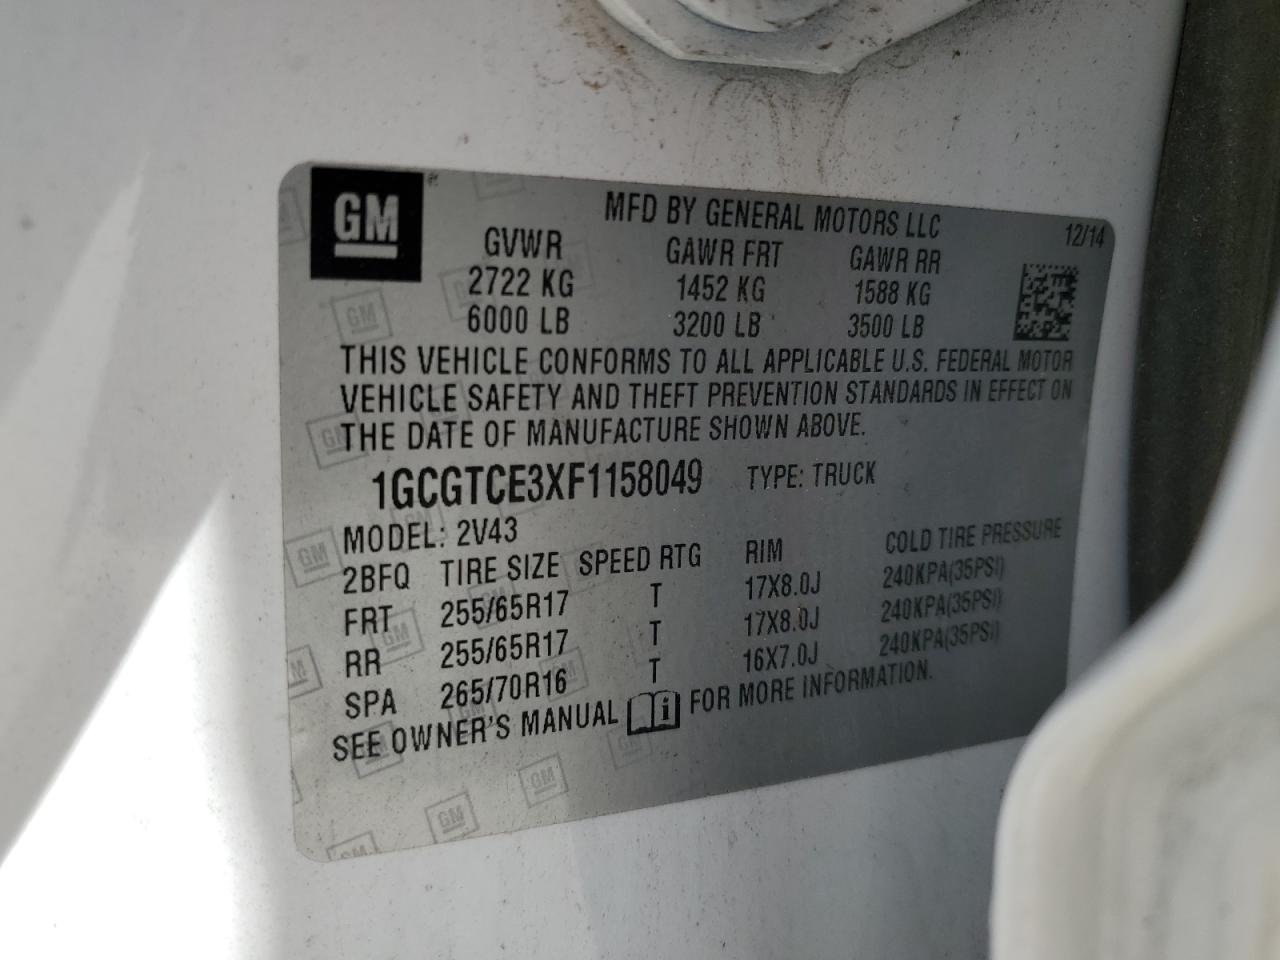 GM
MFD BY GENERAL MOTORS LLC
12/14
GVWR GAWR FRT GAWR RR
2722 KG 1452 KG 1588 KG
6000 LB 3200 LB 3500 LB
THIS VEHICLE CONFORMS TO ALL APPLICABLE U.S. FEDERAL MOTOR
VEHICLE SAFETY AND THEFT PREVENTION STANDARDS IN EFFECT ON
THE DATE OF MANUFACTURE SHOWN ABOVE.
1GCGTCE3XF1158049 TYPE: TRUCK
MODEL: 2V43
2BFQ TIRE SIZE SPEED RTG RIM COLD TIRE PRESSURE
FRT 255/65R17 T 17X8.0J 240KPA(35PSI)
RR 255/65R17 T 17X8.0J 240KPA(35PSI)
SPA 265/70R16 T 16X7.0J 240KPA(35PSI)
SEE OWNER'S MANUAL FOR MORE INFORMATION.